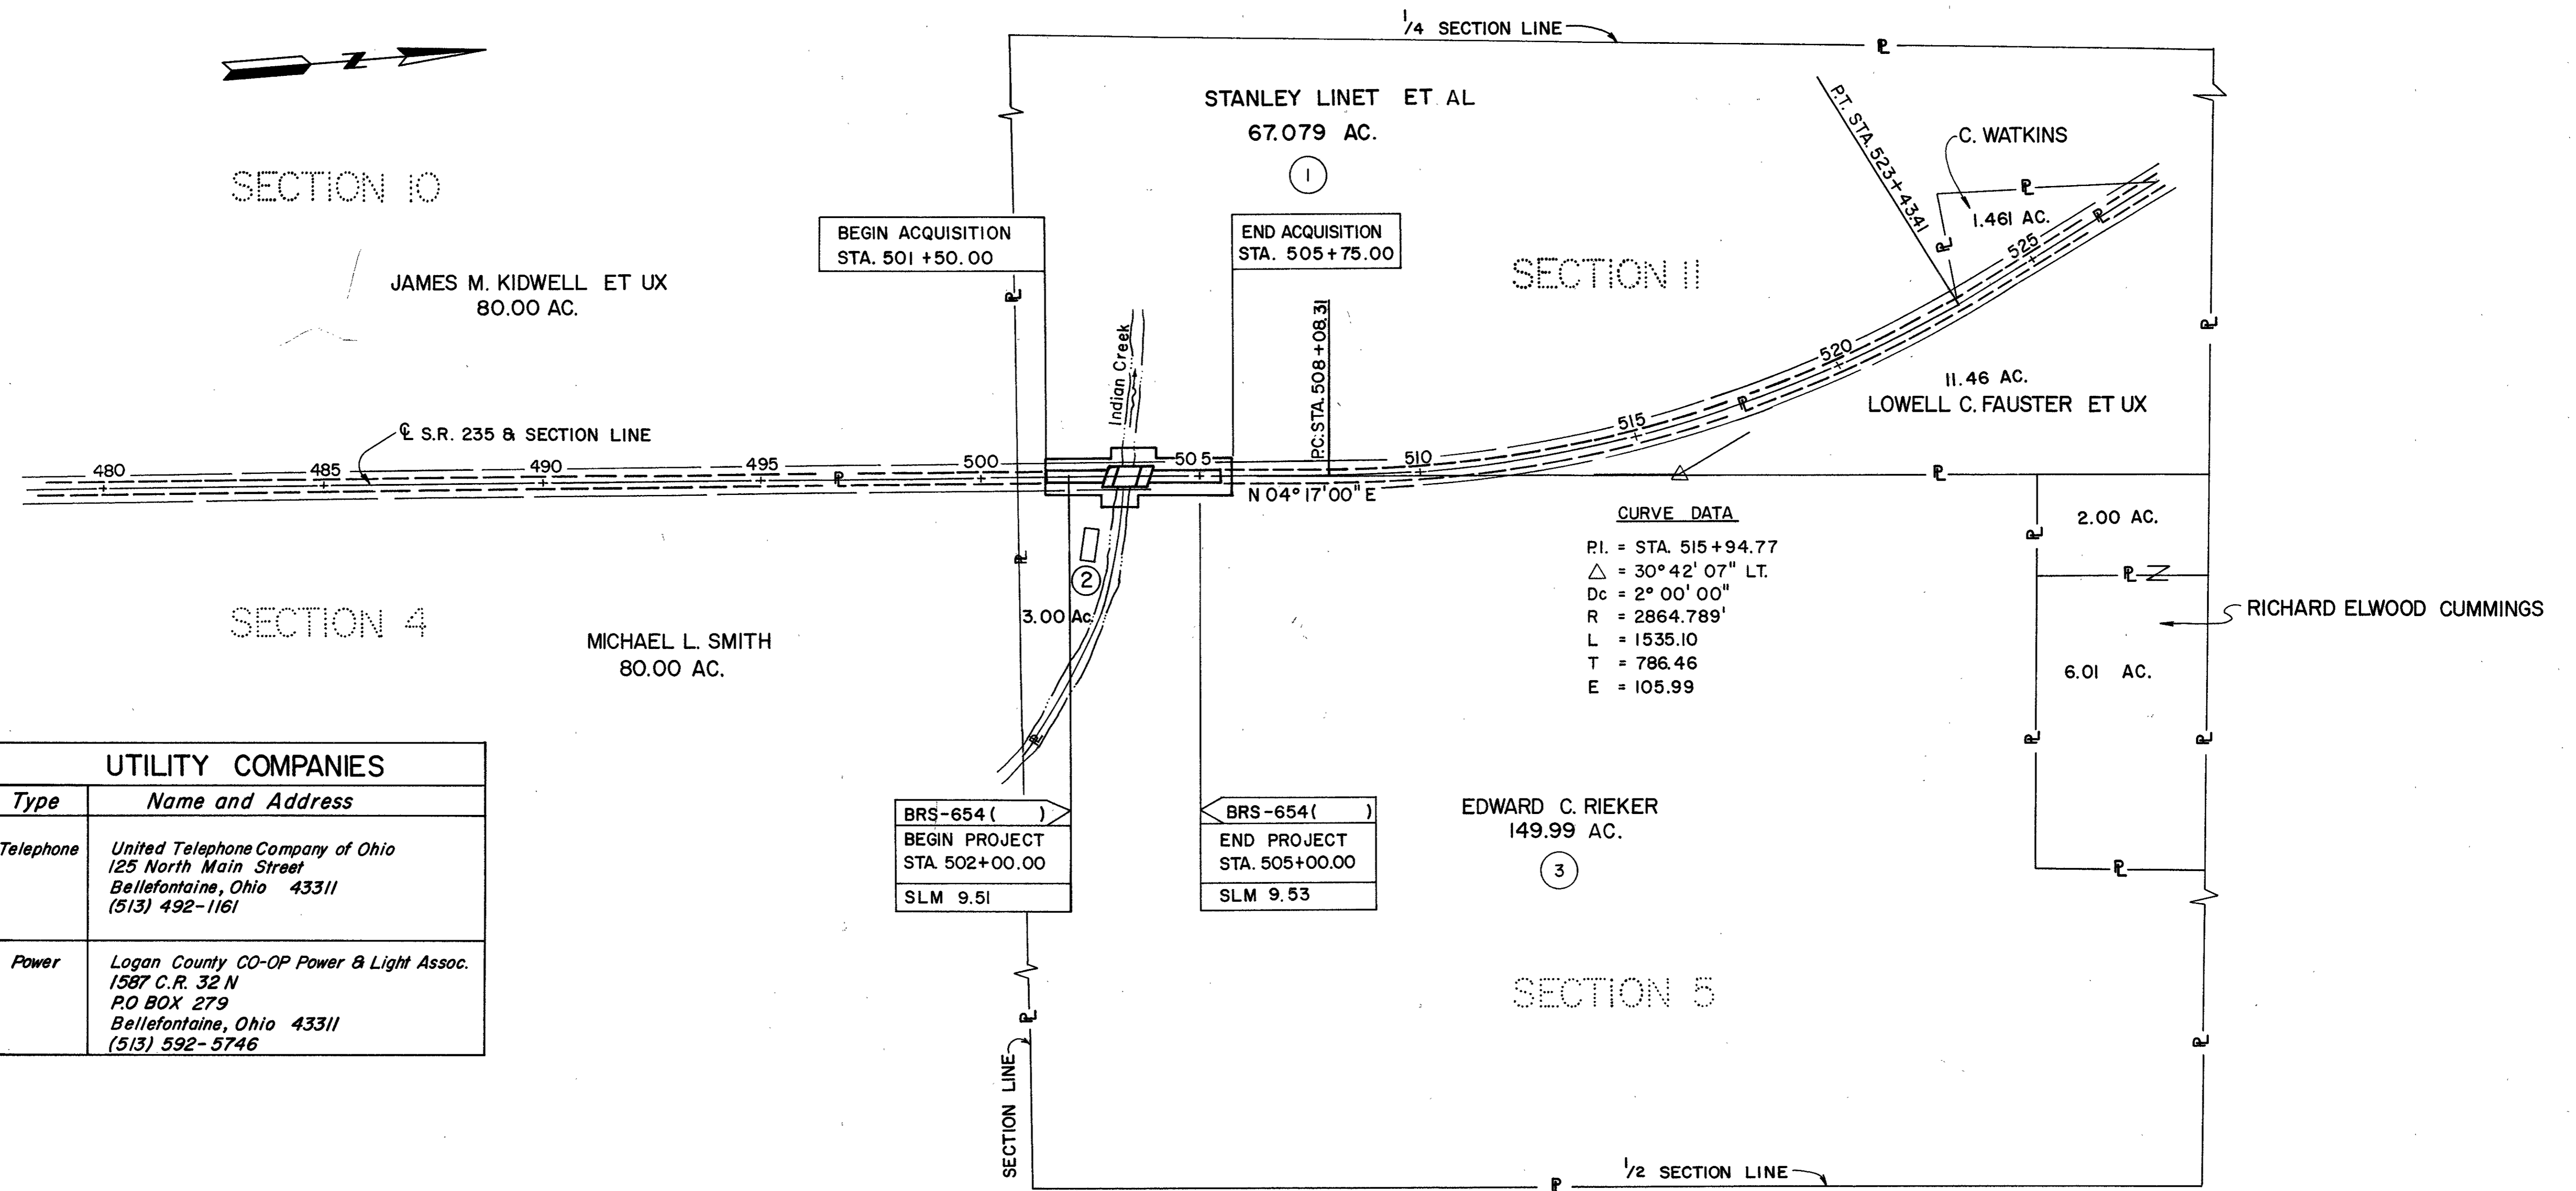 1/4 SECTION LINE
℄ 
STANLEY LINET ET AL
67.079 AC.
1
P.T. STA. 523+43.41
C. WATKINS
1.461 AC.
SECTION 10
BEGIN ACQUISITION
STA. 501+50.00
END ACQUISITION
STA. 505+75.00
SECTION 11
JAMES M. KIDWELL ET UX
80.00 AC.
Indian Creek
P.C. STA. 508+08.31
℄ S.R. 235 & SECTION LINE
480
485
490
495
500
505
510
515
520
525
N 04° 17' 00" E
11.46 AC.
LOWELL C. FAUSTER ET UX
CURVE DATA
P.I. = STA. 515+94.77
△ = 30° 42' 07" LT.
Dc = 2° 00' 00"
R = 2864.789'
L = 1535.10
T = 786.46
E = 105.99
2.00 AC.
Z
RICHARD ELWOOD CUMMINGS
6.01 AC.
2
3.00 Ac.
SECTION 4
MICHAEL L. SMITH
80.00 AC.
UTILITY COMPANIES
Type Name and Address
Telephone United Telephone Company of Ohio
125 North Main Street
Bellefontaine, Ohio 43311
(513) 492-1161
Power Logan County CO-OP Power & Light Assoc.
1587 C.R. 32 N
P.O BOX 279
Bellefontaine, Ohio 43311
(513) 592-5746
BRS-654( )
BEGIN PROJECT
STA. 502+00.00
SLM 9.51
BRS-654( )
END PROJECT
STA. 505+00.00
SLM 9.53
EDWARD C. RIEKER
149.99 AC.
3
SECTION 5
SECTION LINE
1/2 SECTION LINE